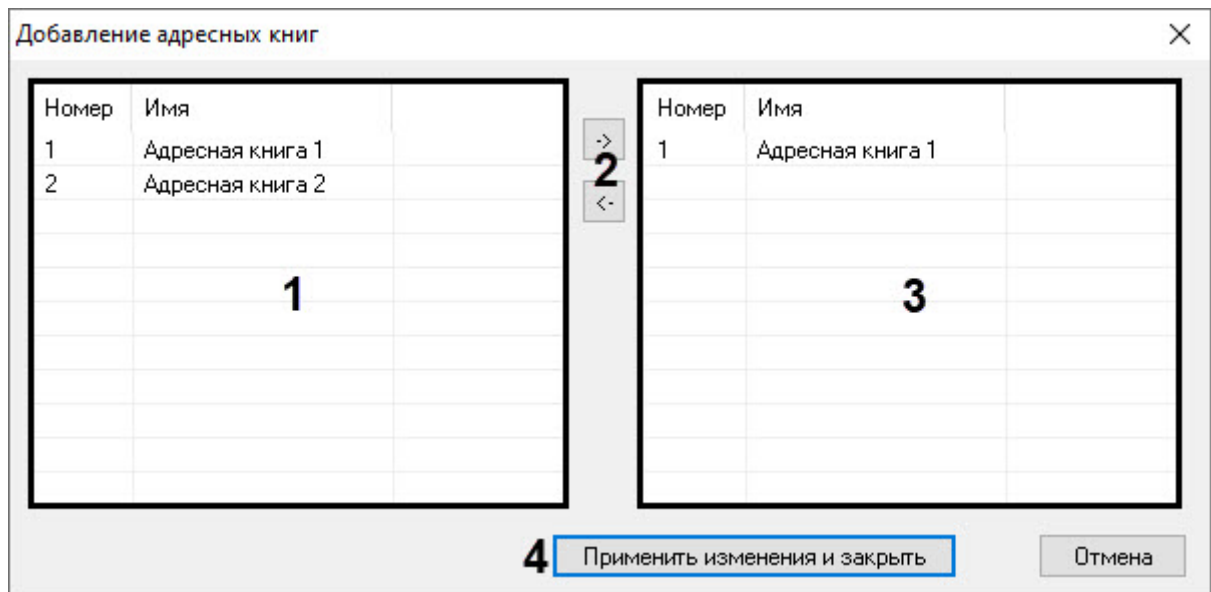 Добавление адресных книг
Номер Имя
1 Адресная книга 1
2 Адресная книга 2
1
->
2
<-
Номер Имя
1 Адресная книга 1
3
4 Применить изменения и закрыть Отмена